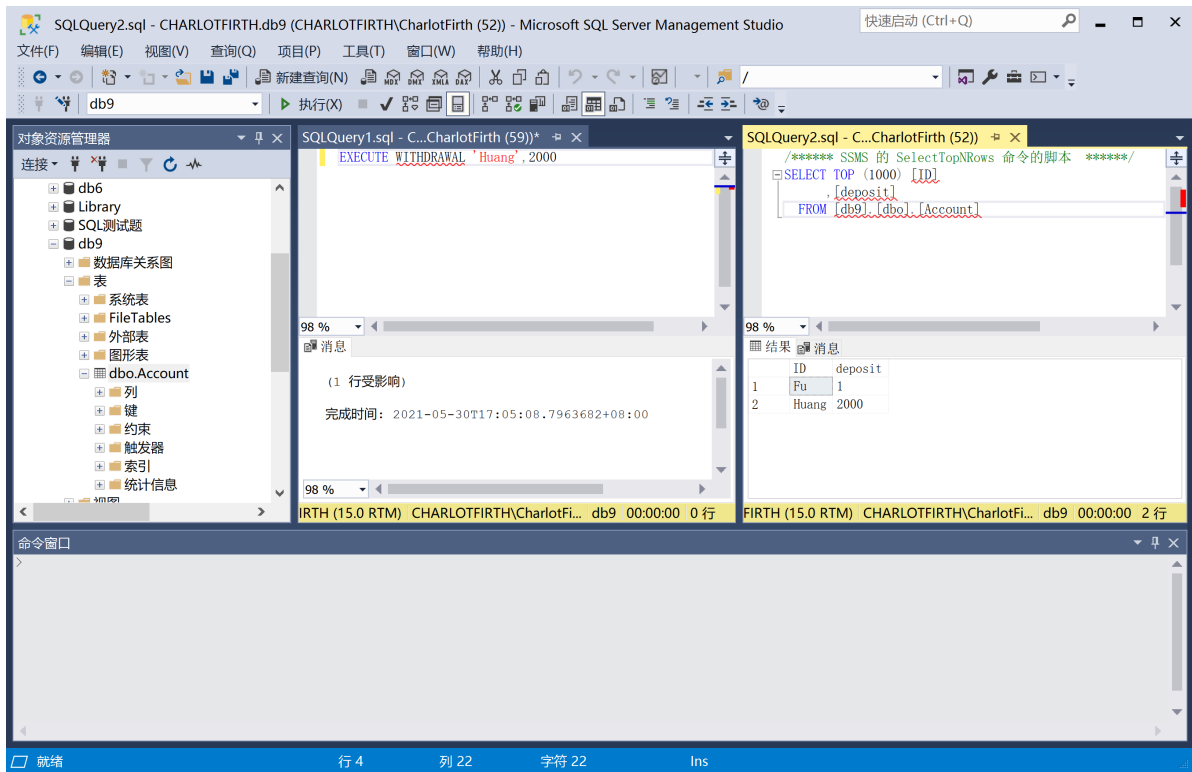 SQLQuery2.sql - CHARLOTFIRTH.db9 (CHARLOTFIRTH\CharlotFirth (52)) - Microsoft SQL Server Management Studio
快速启动 (Ctrl+Q)
文件(F) 编辑(E) 视图(V) 查询(Q) 项目(P) 工具(T) 窗口(W) 帮助(H)
新建查询(N) MDX DMX XMLA DAX /
db9 执行(X)
对象资源管理器
连接
db6
Library
SQL测试题
db9
数据库关系图
表
系统表
FileTables
外部表
图形表
dbo.Account
列
键
约束
触发器
索引
统计信息
视图
SQLQuery1.sql - C...CharlotFirth (59))*
EXECUTE WITHDRAWAL 'Huang',2000
98 %
消息
(1 行受影响)
完成时间: 2021-05-30T17:05:08.7963682+08:00
98 %
IRTH (15.0 RTM) CHARLOTFIRTH\CharlotFi... db9 00:00:00 0 行
SQLQuery2.sql - C...CharlotFirth (52))
/****** SSMS 的 SelectTopNRows 命令的脚本 ******/
SELECT TOP (1000) [ID]
,[deposit]
FROM [db9].[dbo].[Account]
98 %
结果 消息
ID deposit
1 Fu 1
2 Huang 2000
FIRTH (15.0 RTM) CHARLOTFIRTH\CharlotFi... db9 00:00:00 2 行
命令窗口
>
就绪 行 4 列 22 字符 22 Ins